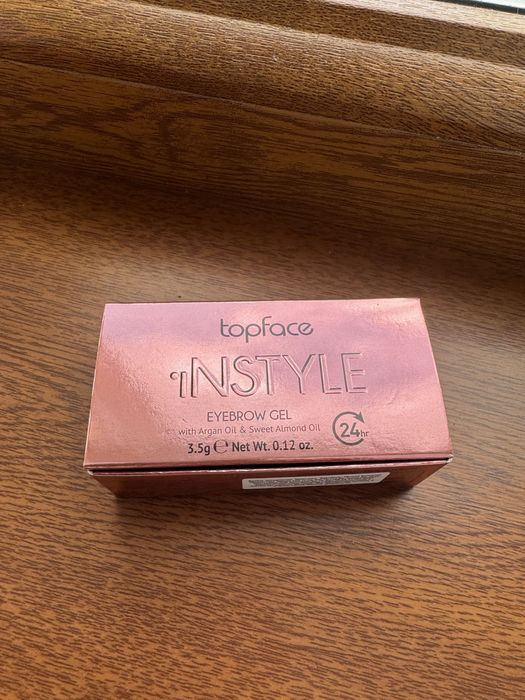 topface
iNSTYLE
EYEBROW GEL
with Argan Oil & Sweet Almond Oil
3.5g ℮ Net Wt. 0.12 oz.
24hr